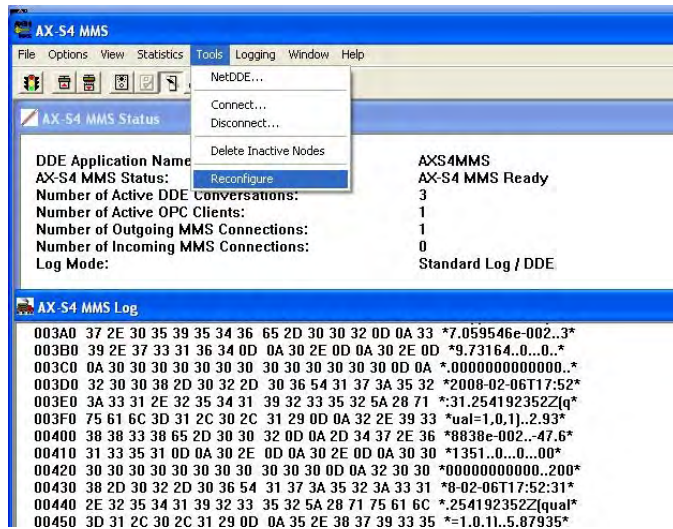 AX-S4 MMS
File Options View Statistics Tools Logging Window Help
NetDDE...
Connect...
Disconnect...
Delete Inactive Nodes
Reconfigure
AX-S4 MMS Status
DDE Application Name
AXS4MMS
AX-S4 MMS Status:
AX-S4 MMS Ready
Number of Active DDE Conversations:
3
Number of Active OPC Clients:
1
Number of Outgoing MMS Connections:
1
Number of Incoming MMS Connections:
0
Log Mode:
Standard Log / DDE
AX-S4 MMS Log
003A0 37 2E 30 35 39 35 34 36 65 2D 30 30 32 0D 0A 33 *7.059546e-002..3*
003B0 39 2E 37 33 31 36 34 0D 0A 30 2E 0D 0A 30 2E 0D *9.73164..0...0..*
003C0 0A 30 30 30 30 30 30 30 30 30 30 30 30 30 0D 0A *.0000000000000..*
003D0 32 30 30 38 2D 30 32 2D 30 36 54 31 37 3A 35 32 *2008-02-06T17:52*
003E0 3A 33 31 2E 32 35 34 31 39 32 33 35 32 5A 28 71 *:31.254192352Z(q*
003F0 75 61 6C 3D 31 2C 30 2C 31 29 0D 0A 32 2E 39 33 *ual=1,0,1)..2.93*
00400 38 38 33 38 65 2D 30 30 32 0D 0A 2D 34 37 2E 36 *8838e-002..-47.6*
00410 31 33 35 31 0D 0A 30 2E 0D 0A 30 2E 0D 0A 30 30 *1351..0...0...00*
00420 30 30 30 30 30 30 30 30 30 30 30 0D 0A 32 30 30 *00000000000..200*
00430 38 2D 30 32 2D 30 36 54 31 37 3A 35 32 3A 33 31 *8-02-06T17:52:31*
00440 2E 32 35 34 31 39 32 33 35 32 5A 28 71 75 61 6C *.254192352Z(qual*
00450 3D 31 2C 30 2C 31 29 0D 0A 35 2E 38 37 39 33 35 *=1,0,1)..5.87935*